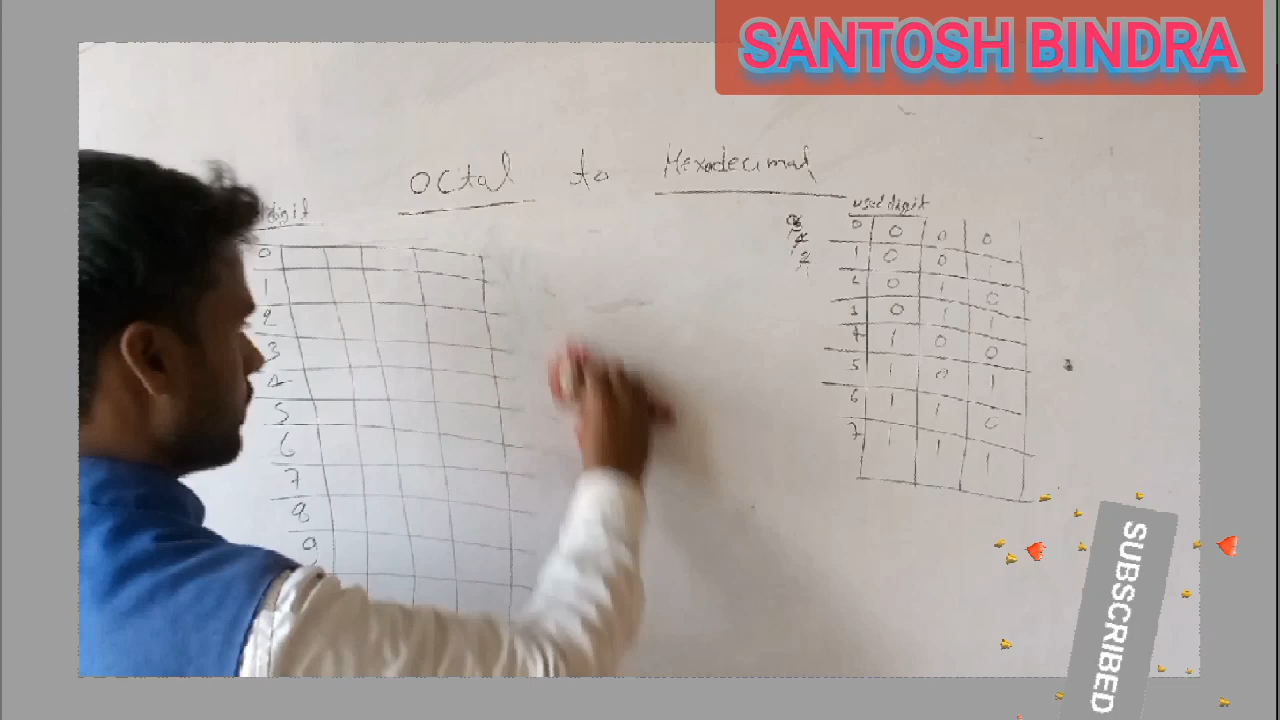 SANTOSH BINDRA
Octal to Hexadecimal
digit
0
1
2
3
4
5
6
7
8
9
used digit
0 0 0 0
1 0 0 1
2 0 1 0
3 0 1 1
4 1 0 0
5 1 0 1
6 1 1 0
7 1 1 1
SUBSCRIBED